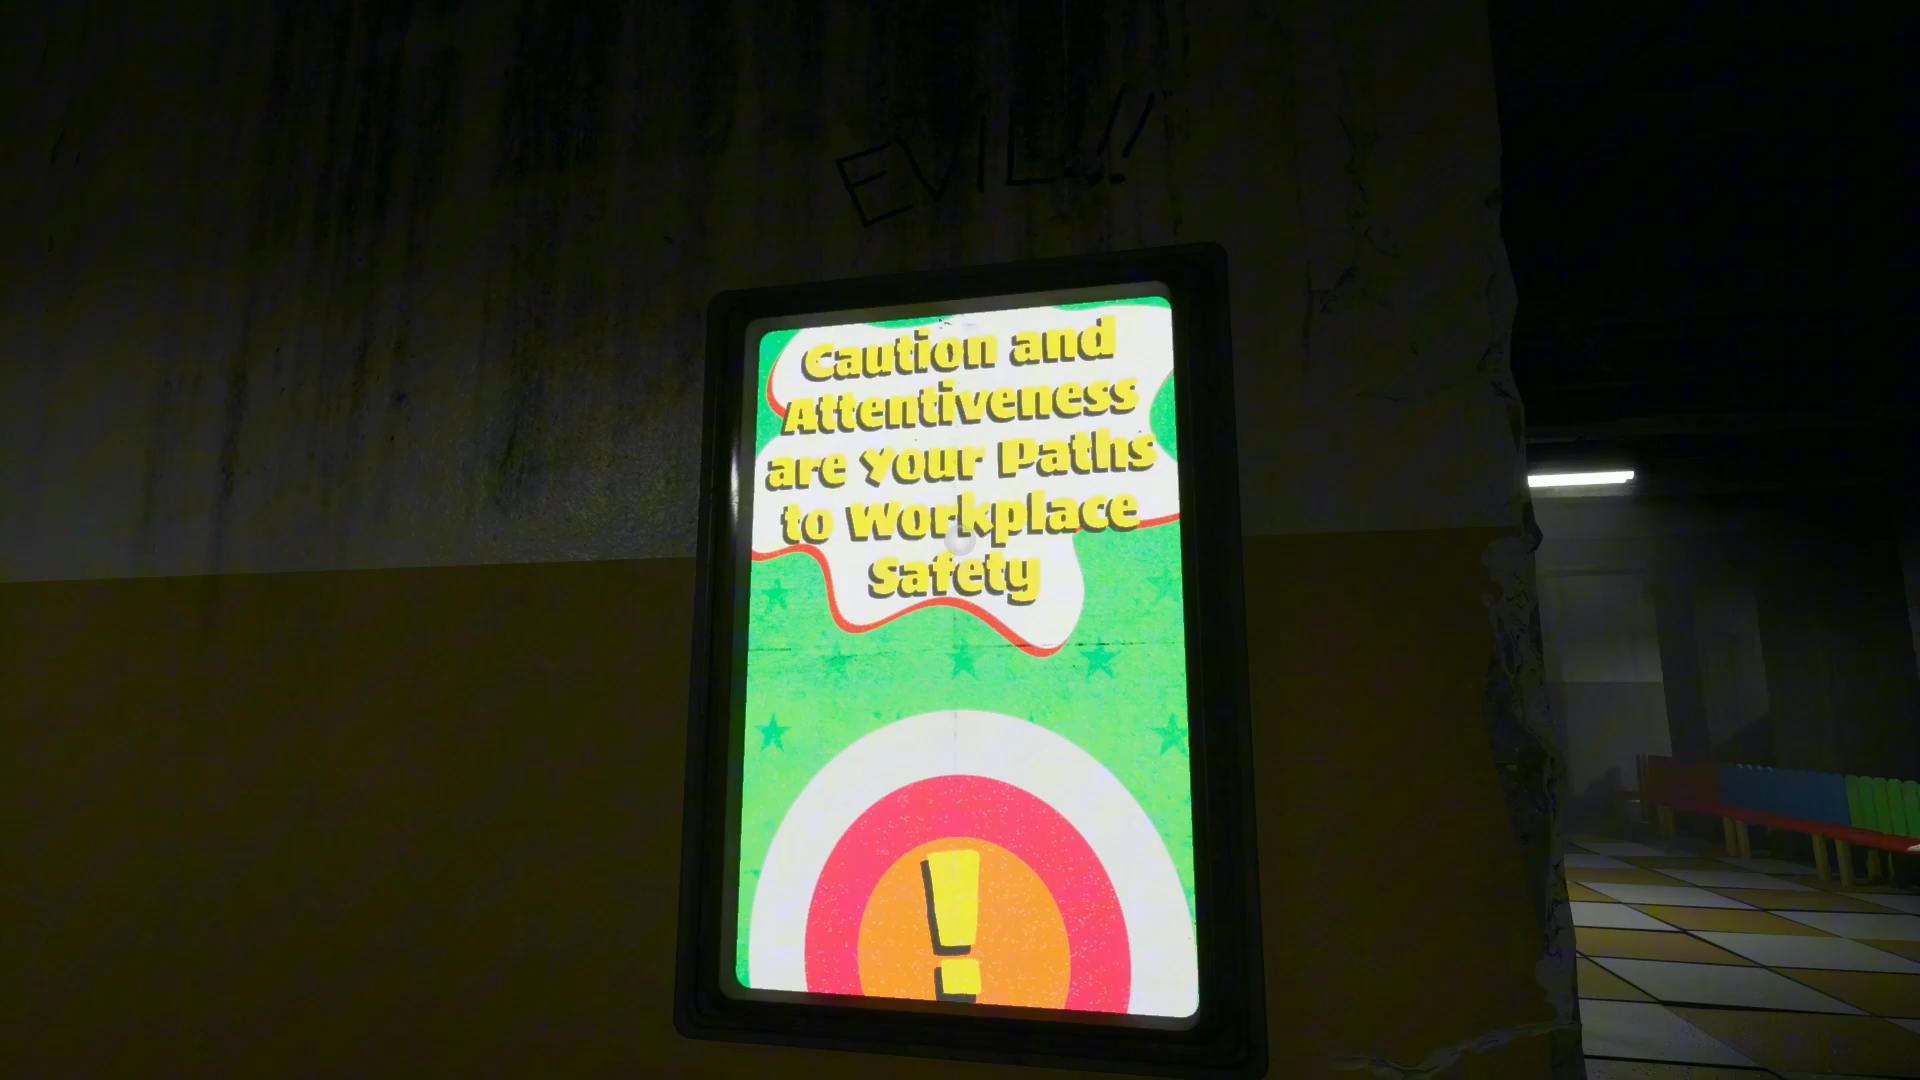 EVIL!!
Caution and
Attentiveness
are Your Paths
to Workplace
Safety
!